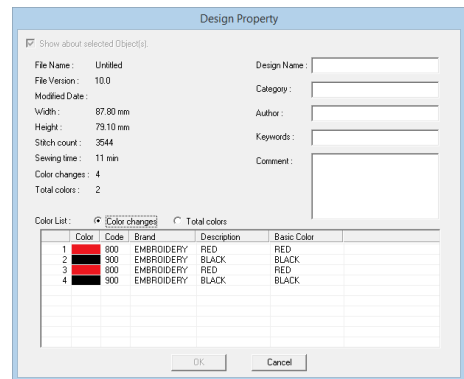 Design Property
Show about selected Object(s).
File Name : Untitled
File Version : 10.0
Modified Date :
Width : 87.80 mm
Height : 79.10 mm
Stitch count : 3544
Sewing time : 11 min
Color changes : 4
Total colors : 2
Design Name :
Category :
Author :
Keywords :
Comment :
Color List : Color changes Total colors
Color Code Brand Description Basic Color
1 800 EMBROIDERY RED RED
2 900 EMBROIDERY BLACK BLACK
3 800 EMBROIDERY RED RED
4 900 EMBROIDERY BLACK BLACK
OK Cancel